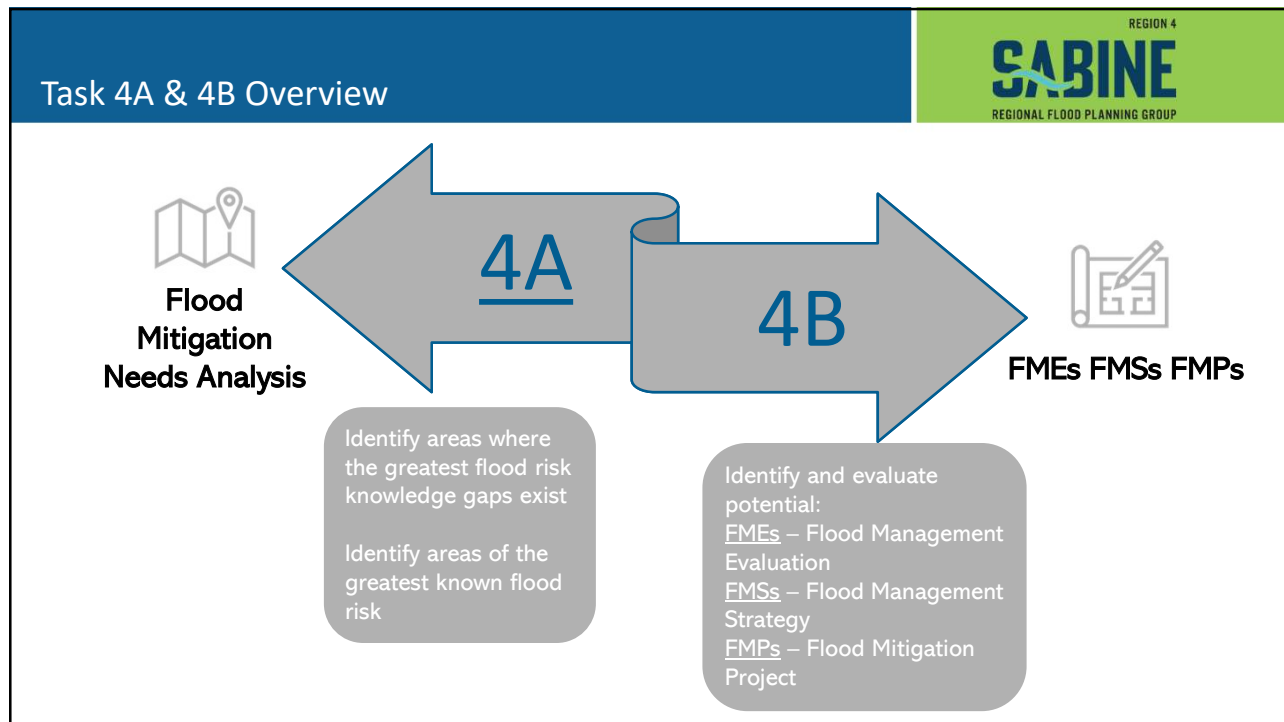 Task 4A & 4B Overview
REGION 4
SABINE
REGIONAL FLOOD PLANNING GROUP
Flood
Mitigation
Needs Analysis
4A
4B
FMEs FMSs FMPs
Identify areas where
the greatest flood risk
knowledge gaps exist
Identify areas of the
greatest known flood
risk
Identify and evaluate
potential:
FMEs – Flood Management
Evaluation
FMSs – Flood Management
Strategy
FMPs – Flood Mitigation
Project